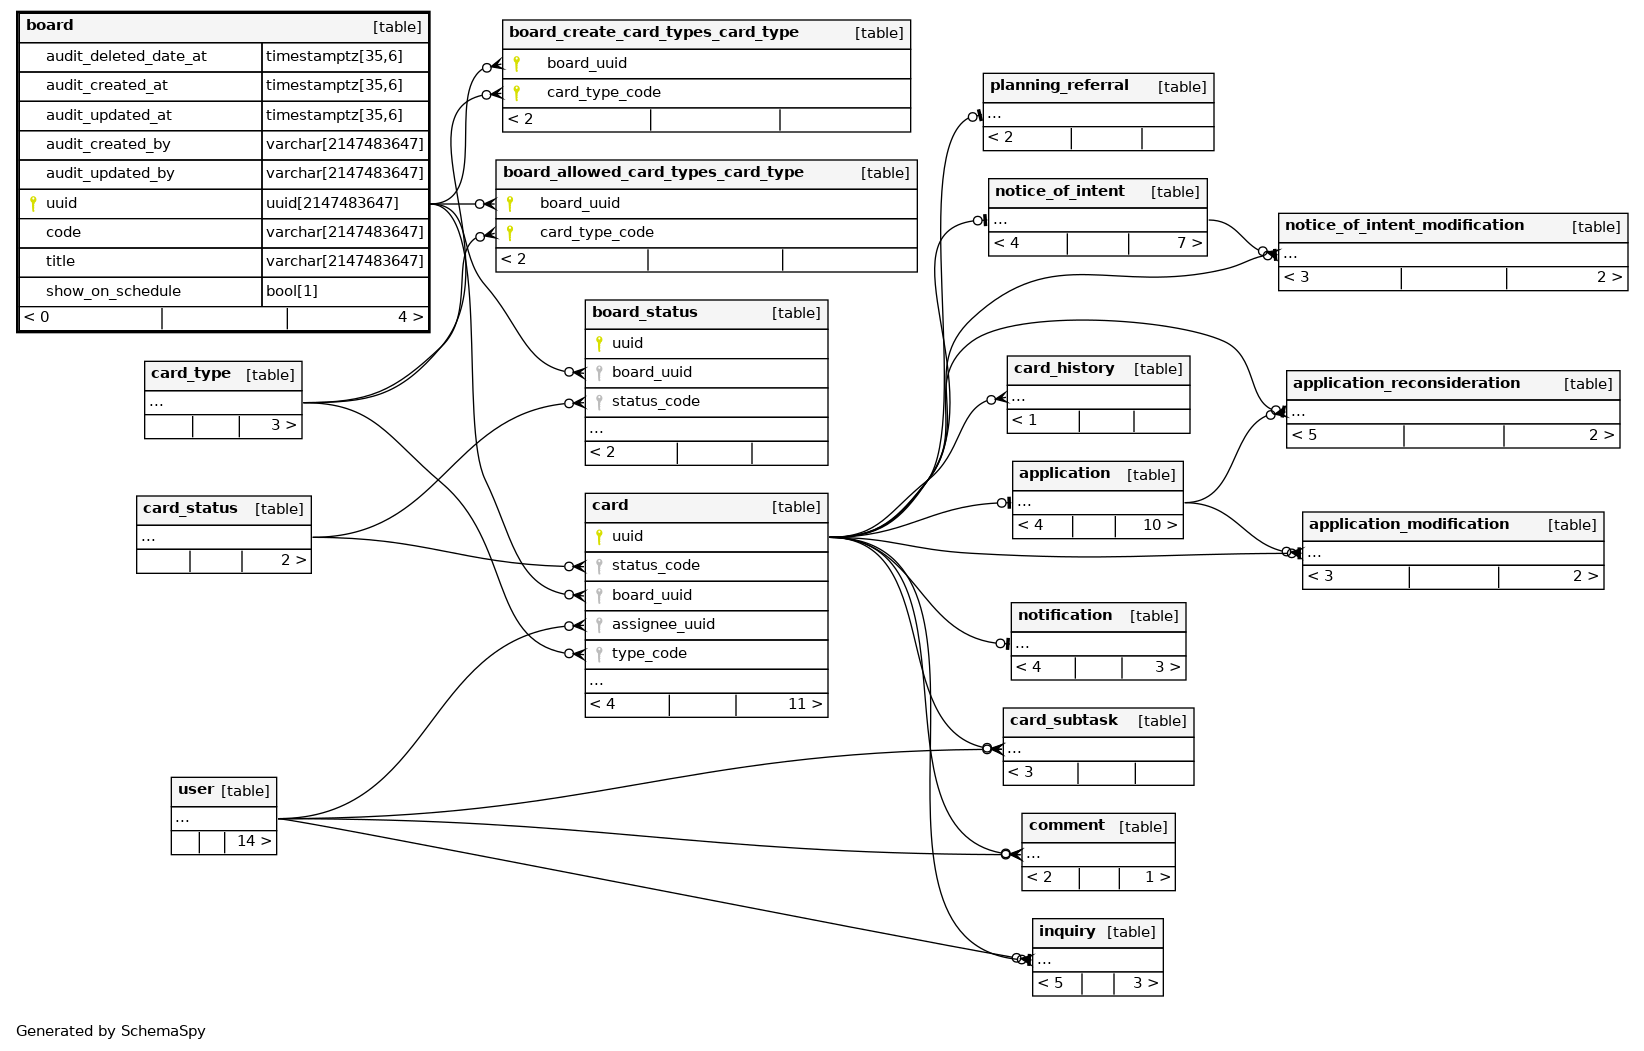 board [table]
audit_deleted_date_at timestamptz[35,6]
audit_created_at timestamptz[35,6]
audit_updated_at timestamptz[35,6]
audit_created_by varchar[2147483647]
audit_updated_by varchar[2147483647]
uuid uuid[2147483647]
code varchar[2147483647]
title varchar[2147483647]
show_on_schedule bool[1]
< 0 4 >
card_type [table]
...
3 >
card_status [table]
...
2 >
user [table]
...
14 >
board_create_card_types_card_type [table]
board_uuid
card_type_code
< 2
board_allowed_card_types_card_type [table]
board_uuid
card_type_code
< 2
board_status [table]
uuid
board_uuid
status_code
...
< 2
card [table]
uuid
status_code
board_uuid
assignee_uuid
type_code
...
< 4 11 >
planning_referral [table]
...
< 2
notice_of_intent [table]
...
< 4 7 >
card_history [table]
...
< 1
application [table]
...
< 4 10 >
notification [table]
...
< 4 3 >
card_subtask [table]
...
< 3
comment [table]
...
< 2 1 >
inquiry [table]
...
< 5 3 >
notice_of_intent_modification [table]
...
< 3 2 >
application_reconsideration [table]
...
< 5 2 >
application_modification [table]
...
< 3 2 >
Generated by SchemaSpy